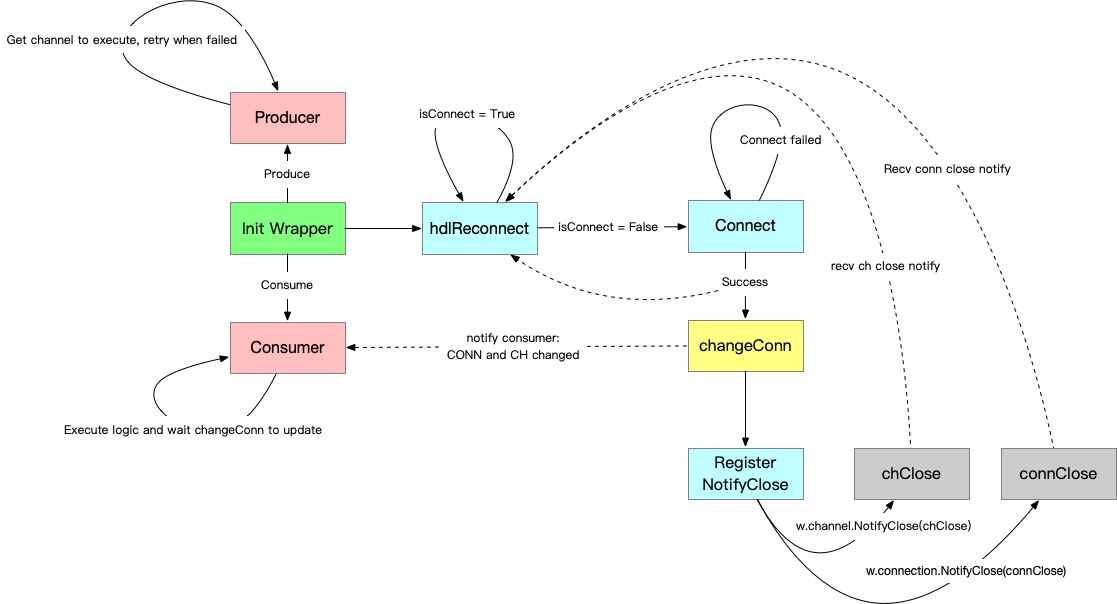 Get channel to execute, retry when failed
Producer
isConnect = True
Connect failed
Recv conn close notify
Produce
Init Wrapper
hdlReconnect
isConnect = False
Connect
recv ch close notify
Consume
Success
Consumer
notify consumer:
CONN and CH changed
changeConn
Execute logic and wait changeConn to update
Register
NotifyClose
chClose
connClose
w.channel.NotifyClose(chClose)
w.connection.NotifyClose(connClose)